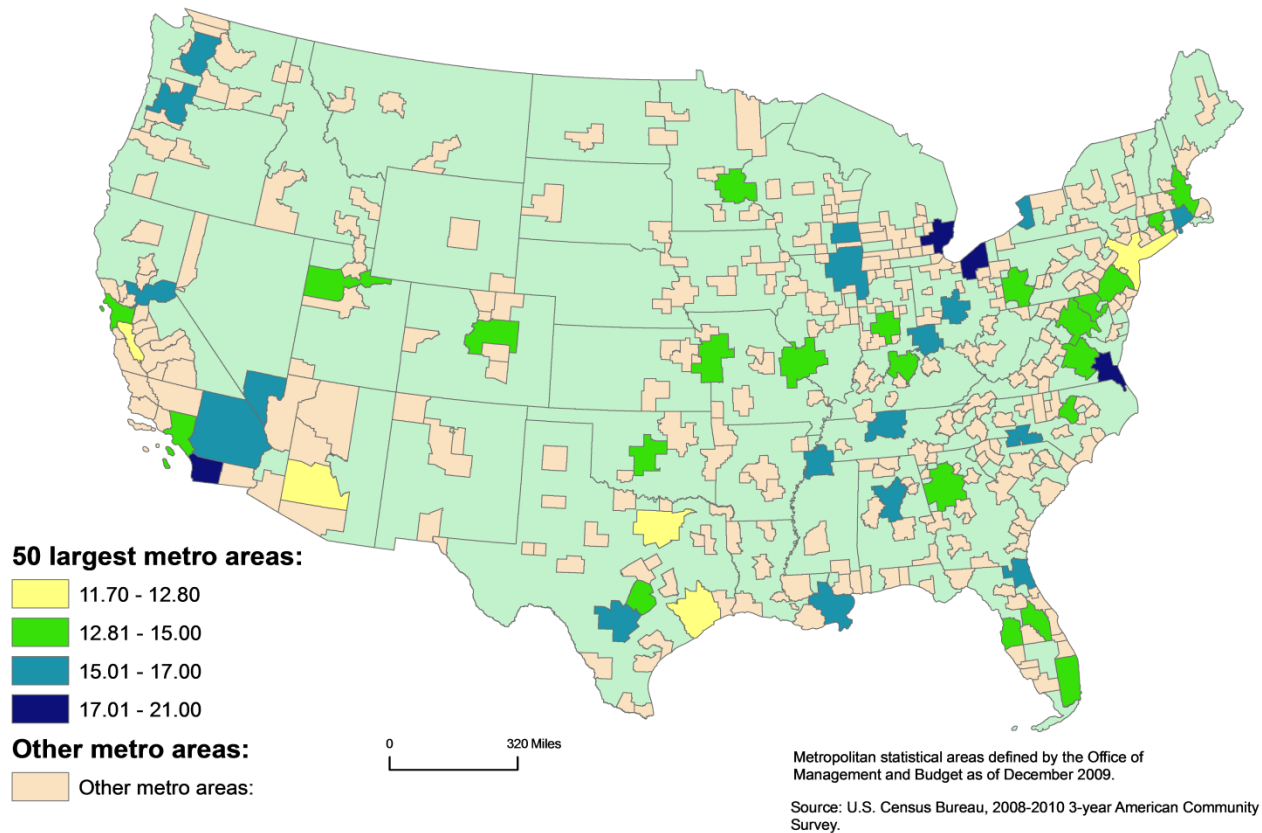 50 largest metro areas:
11.70 - 12.80
12.81 - 15.00
15.01 - 17.00
17.01 - 21.00
Other metro areas:
Other metro areas:
0 320 Miles
Metropolitan statistical areas defined by the Office of
Management and Budget as of December 2009.
Source: U.S. Census Bureau, 2008-2010 3-year American Community
Survey.